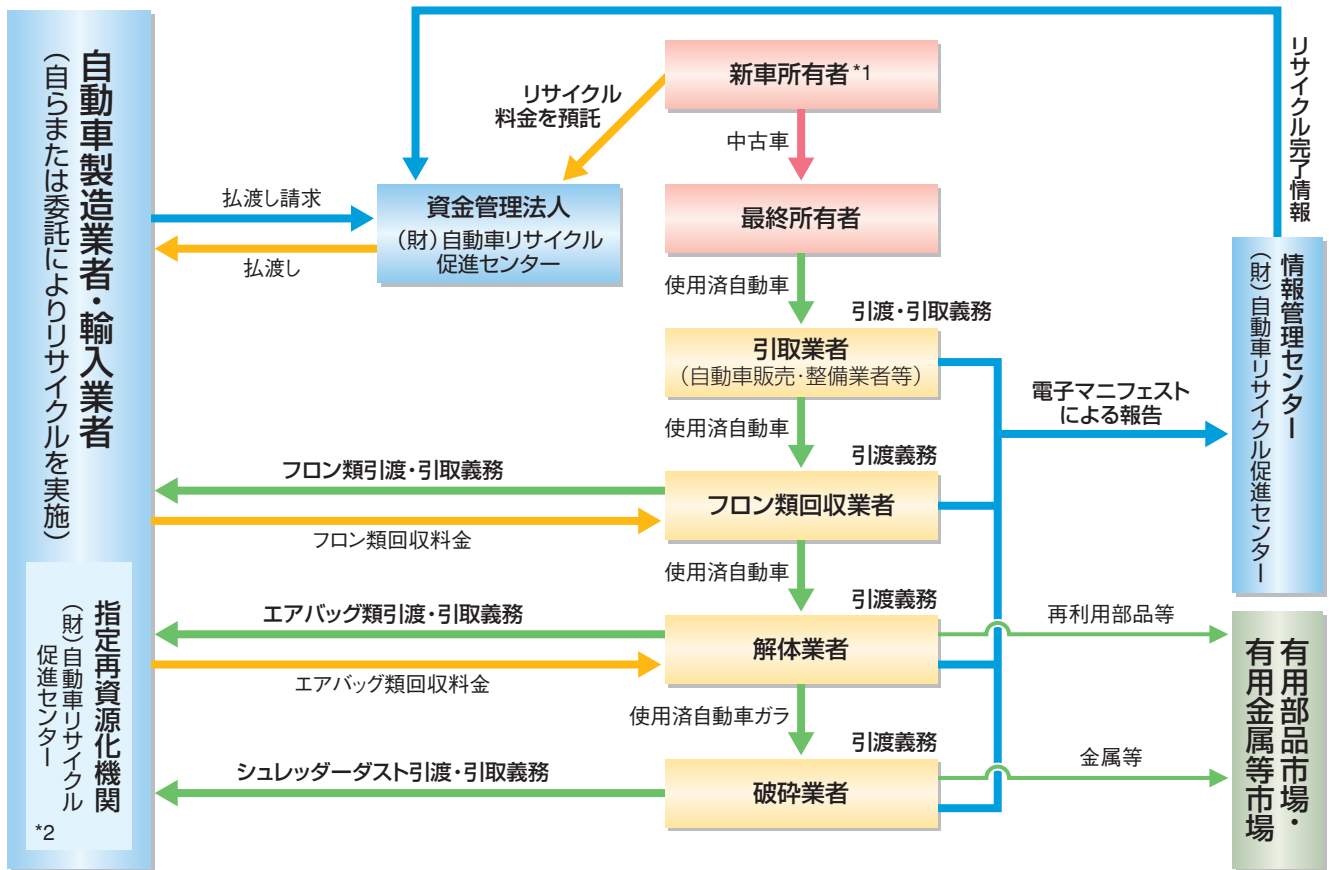 自動車製造業者・輸入業者
（自らまたは委託によりリサイクルを実施）
指定再資源化機関
（財）自動車リサイクル
促進センター
*2
払渡し請求
払渡し
リサイクル
料金を預託
資金管理法人
（財）自動車リサイクル
促進センター
新車所有者*1
中古車
最終所有者
使用済自動車
引渡・引取義務
引取業者
（自動車販売・整備業者等）
使用済自動車
引渡義務
フロン類引渡・引取義務
フロン類回収業者
フロン類回収料金
使用済自動車
引渡義務
エアバッグ類引渡・引取義務
解体業者
エアバッグ類回収料金
使用済自動車ガラ
引渡義務
シュレッダーダスト引渡・引取義務
破砕業者
電子マニフェスト
による報告
再利用部品等
金属等
リサイクル完了情報
情報管理センター
（財）自動車リサイクル促進センター
有用部品市場・
有用金属等市場